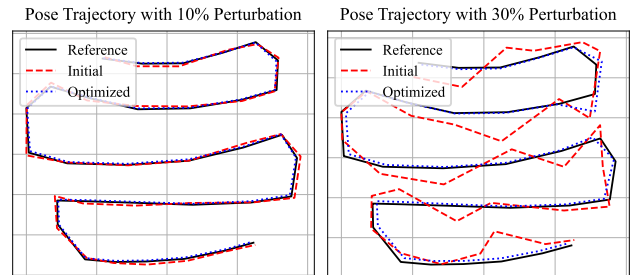 Pose Trajectory with 10% Perturbation
Reference
Initial
Optimized
Pose Trajectory with 30% Perturbation
Reference
Initial
Optimized